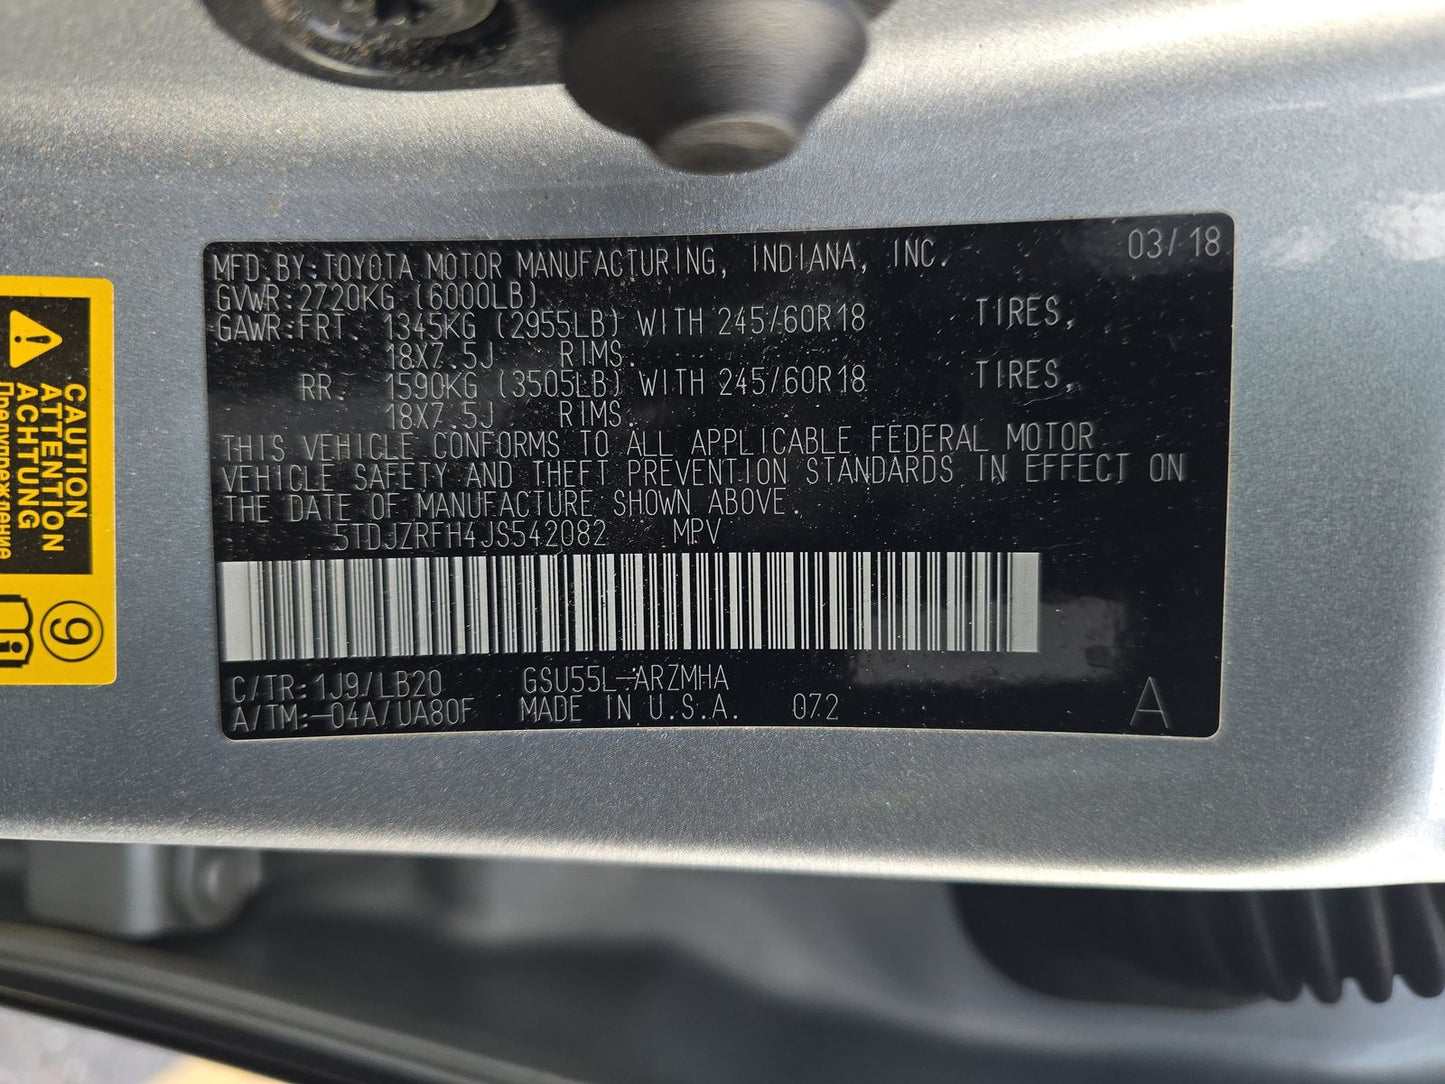 MFD.BY:TOYOTA MOTOR MANUFACTURING, INDIANA, INC. 03/18
GVWR:2720KG (6000LB)
GAWR:FRT. 1345KG (2955LB) WITH 245/60R18 TIRES,
18X7.5J RIMS.
RR. 1590KG (3505LB) WITH 245/60R18 TIRES,
18X7.5J RIMS.
THIS VEHICLE CONFORMS TO ALL APPLICABLE FEDERAL MOTOR
VEHICLE SAFETY AND THEFT PREVENTION STANDARDS IN EFFECT ON
THE DATE OF MANUFACTURE SHOWN ABOVE.
5TDJZRFH4JS542082 MPV
C/TR:1J9/LB20 GSU55L-ARZMHA
A/TM:-04A/UA80F MADE IN U.S.A. 072 A
CAUTION
ATTENTION
ACHTUNG
Предупреждение
9